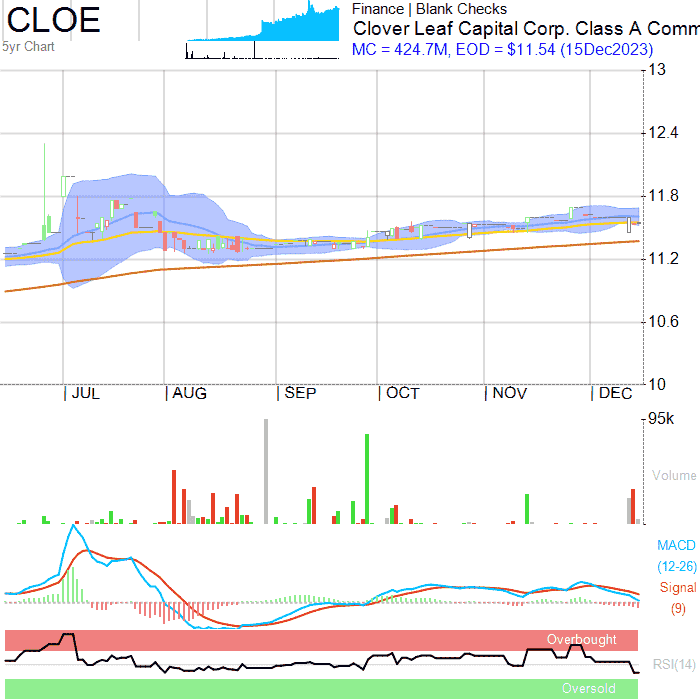 CLOE
5yr Chart
Finance | Blank Checks
Clover Leaf Capital Corp. Class A Comm
MC = 424.7M, EOD = $11.54 (15Dec2023)
13
12.4
11.8
11.2
10.6
10
| JUL | AUG | SEP | OCT | NOV | DEC
95k
Volume
MACD
(12-26)
Signal
(9)
Overbought
RSI(14)
Oversold